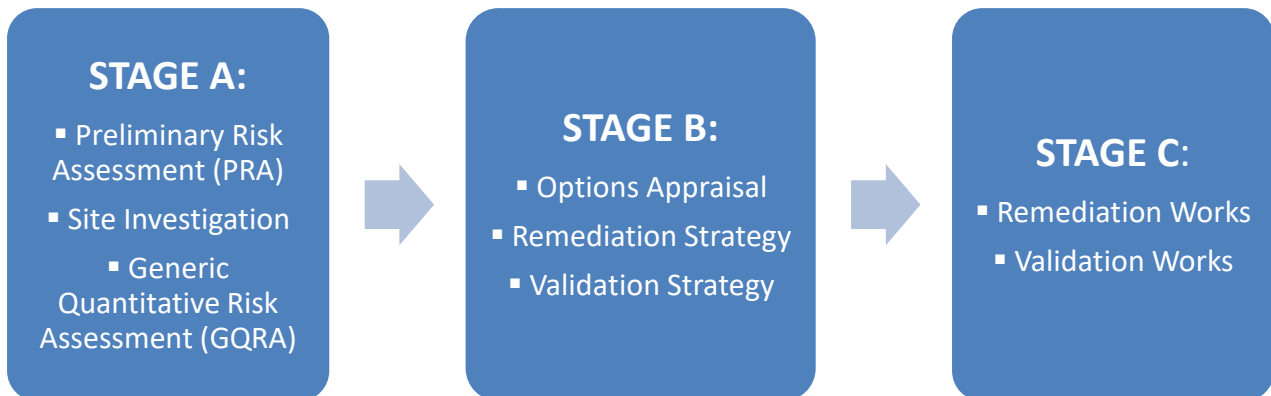 STAGE A:
▪ Preliminary Risk
Assessment (PRA)
▪ Site Investigation
▪ Generic
Quantitative Risk
Assessment (GQRA)
STAGE B:
▪ Options Appraisal
▪ Remediation Strategy
▪ Validation Strategy
STAGE C:
▪ Remediation Works
▪ Validation Works